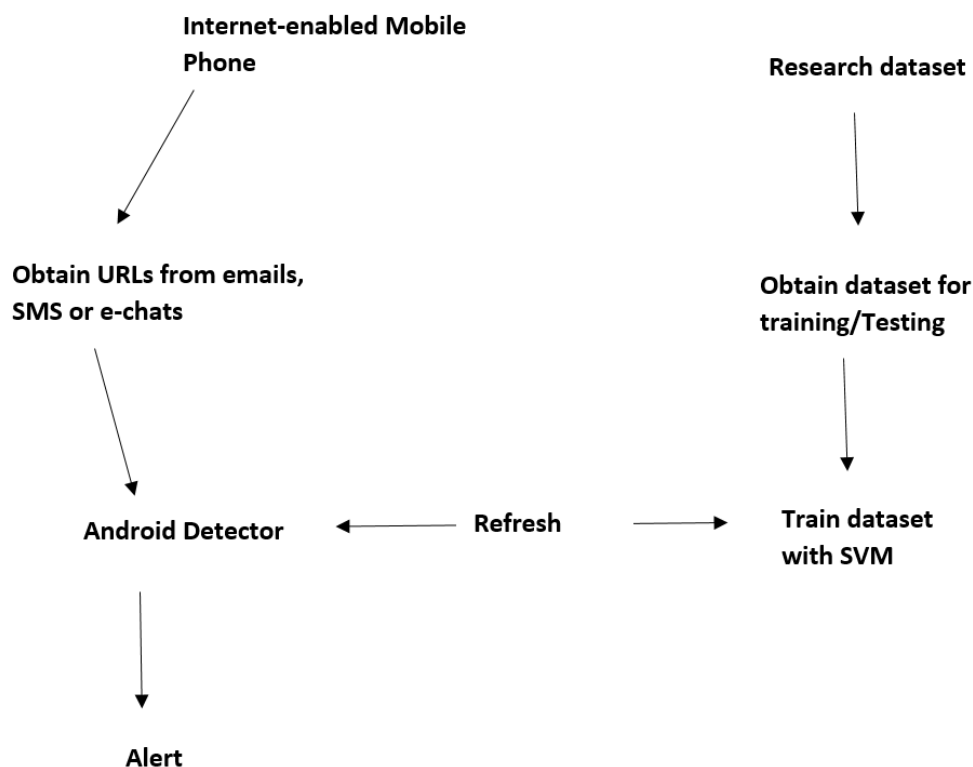 Internet-enabled Mobile
Phone
Research dataset
Obtain URLs from emails,
SMS or e-chats
Obtain dataset for
training/Testing
Android Detector
Refresh
Train dataset
with SVM
Alert